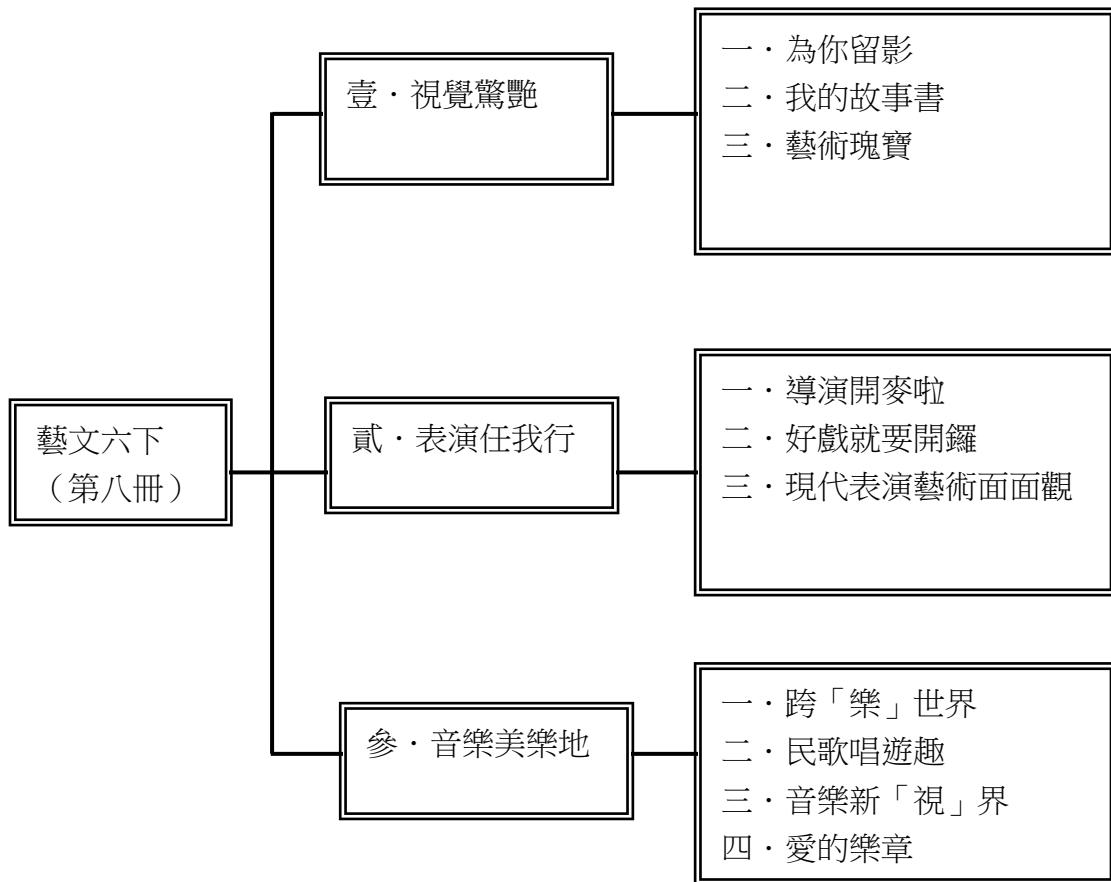 藝文六下
（第八冊）
壹．視覺驚艷
一．為你留影
二．我的故事書
三．藝術瑰寶
貳．表演任我行
一．導演開麥啦
二．好戲就要開鑼
三．現代表演藝術面面觀
參．音樂美樂地
一．跨「樂」世界
二．民歌唱遊趣
三．音樂新「視」界
四．愛的樂章